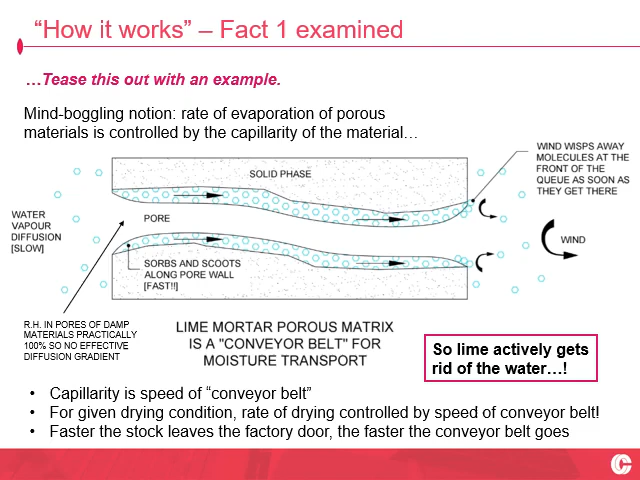 “How it works” – Fact 1 examined
…Tease this out with an example.
Mind-boggling notion: rate of evaporation of porous
materials is controlled by the capillarity of the material…
WIND WISPS AWAY
MOLECULES AT THE
FRONT OF THE
QUEUE AS SOON AS
THEY GET THERE
SOLID PHASE
WATER
VAPOUR
DIFFUSION
[SLOW]
PORE
WIND
SORBS AND SCOOTS
ALONG PORE WALL
[FAST!!]
R.H. IN PORES OF DAMP
MATERIALS PRACTICALLY
100% SO NO EFFECTIVE
DIFFUSION GRADIENT
LIME MORTAR POROUS MATRIX
IS A "CONVEYOR BELT" FOR
MOISTURE TRANSPORT
So lime actively gets
rid of the water…!
• Capillarity is speed of “conveyor belt”
• For given drying condition, rate of drying controlled by speed of conveyor belt!
• Faster the stock leaves the factory door, the faster the conveyor belt goes